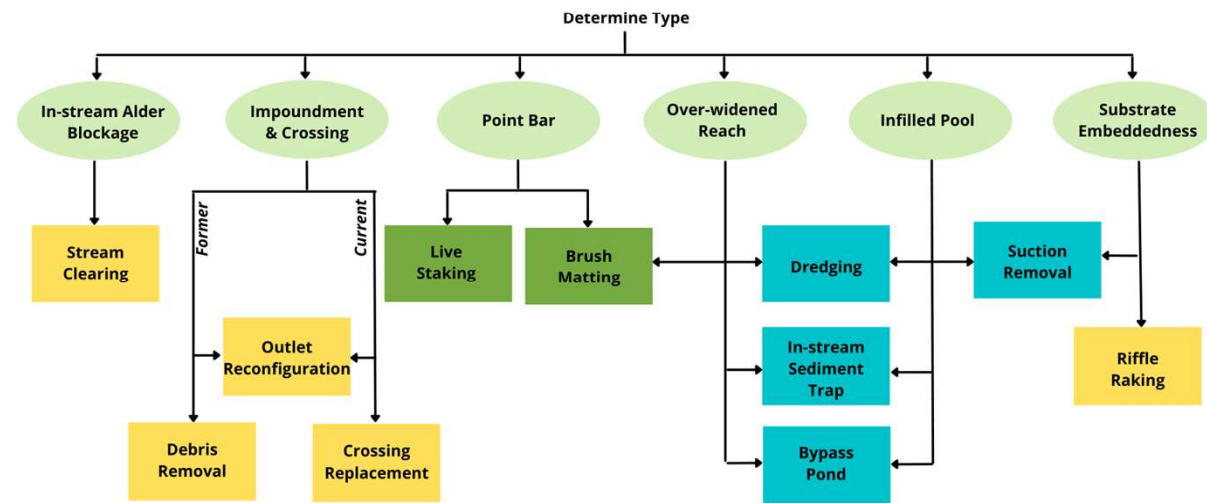 Determine Type
In-stream Alder
Blockage
Impoundment
& Crossing
Point Bar
Over-widened
Reach
Infilled Pool
Substrate
Embeddedness
Former
Current
Stream
Clearing
Live
Staking
Brush
Matting
Dredging
Suction
Removal
Outlet
Reconfiguration
In-stream
Sediment
Trap
Riffle
Raking
Debris
Removal
Crossing
Replacement
Bypass
Pond